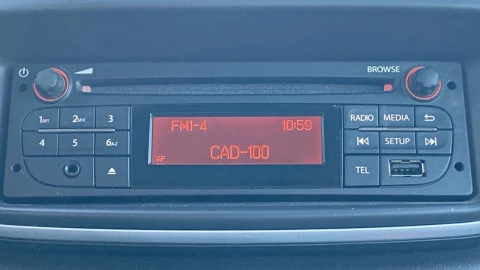 BROWSE
FM1-4 10:59
CAD-100
AF
1 2 3
4 5 6
RADIO MEDIA
SETUP
TEL